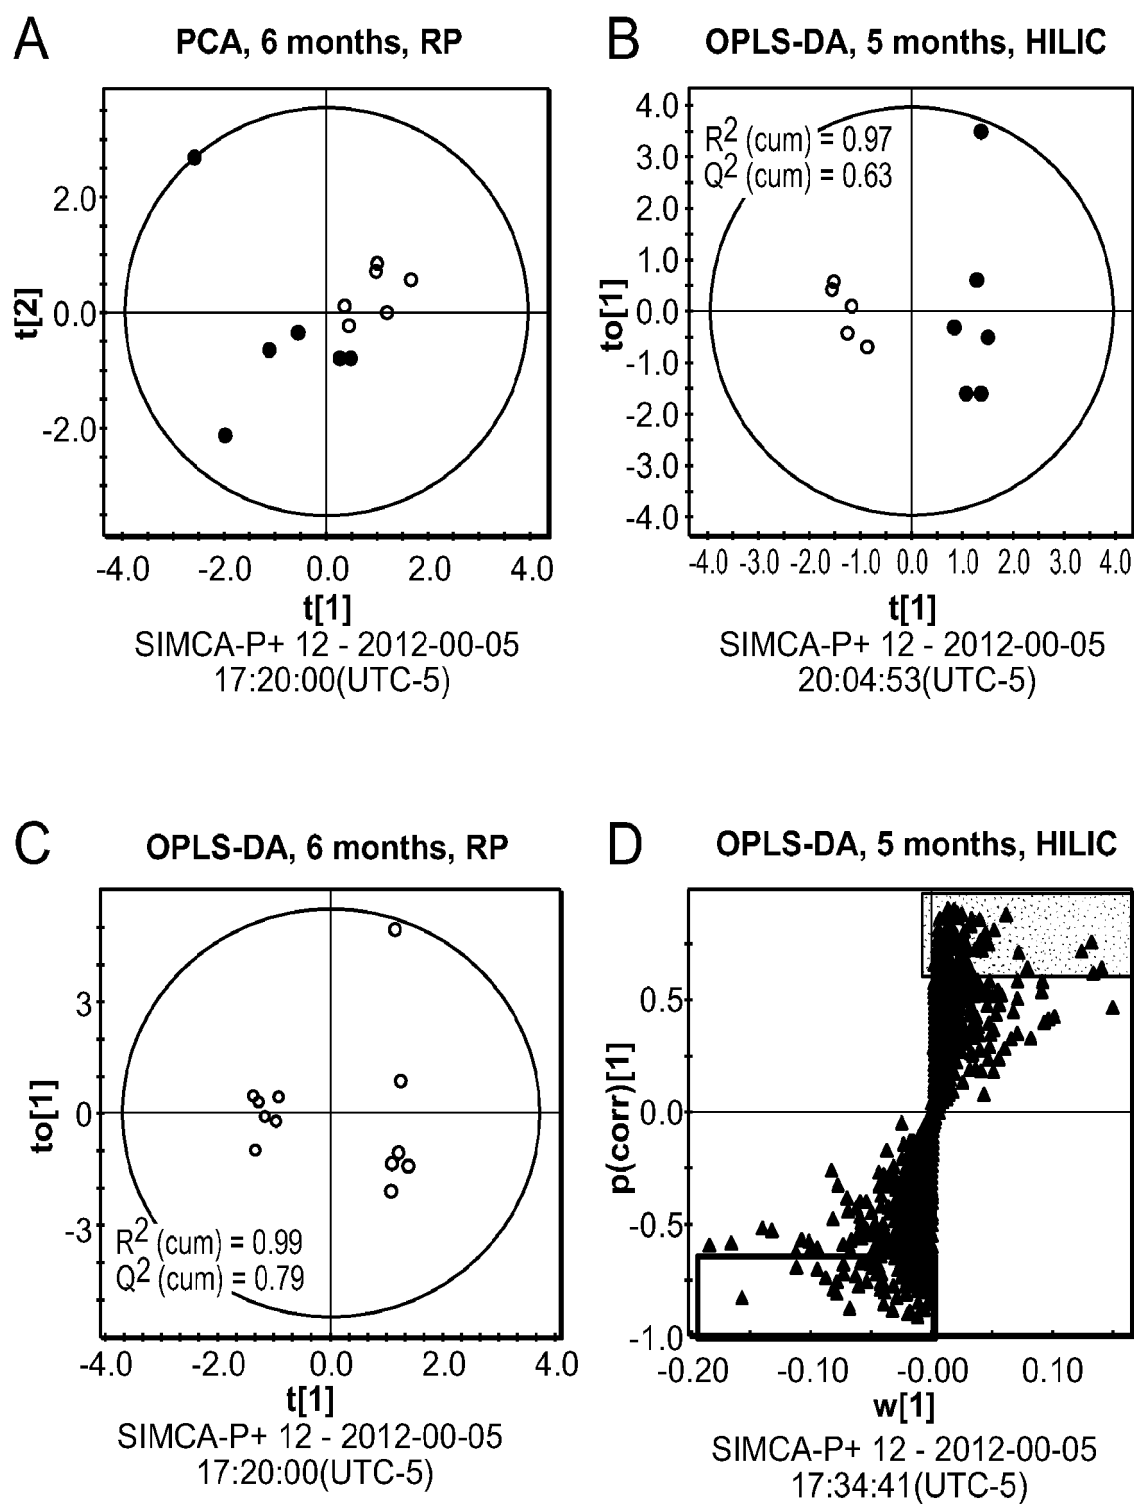 A
PCA, 6 months, RP
t[2]
2.0
0.0
-2.0
-4.0 -2.0 0.0 2.0 4.0
t[1]
SIMCA-P+ 12 - 2012-00-05
17:20:00(UTC-5)
B
OPLS-DA, 5 months, HILIC
R2 (cum) = 0.97
Q2 (cum) = 0.63
to[1]
4.0
3.0
2.0
1.0
0.0
-1.0
-2.0
-3.0
-4.0
-4.0 -3.0 -2.0 -1.0 0.0 1.0 2.0 3.0 4.0
t[1]
SIMCA-P+ 12 - 2012-00-05
20:04:53(UTC-5)
C
OPLS-DA, 6 months, RP
to[1]
3
0
-3
R2 (cum) = 0.99
Q2 (cum) = 0.79
-4.0 -2.0 0.0 2.0 4.0
t[1]
SIMCA-P+ 12 - 2012-00-05
17:20:00(UTC-5)
D
OPLS-DA, 5 months, HILIC
p(corr)[1]
0.5
0.0
-0.5
-1.0
-0.20 -0.10 -0.00 0.10
w[1]
SIMCA-P+ 12 - 2012-00-05
17:34:41(UTC-5)